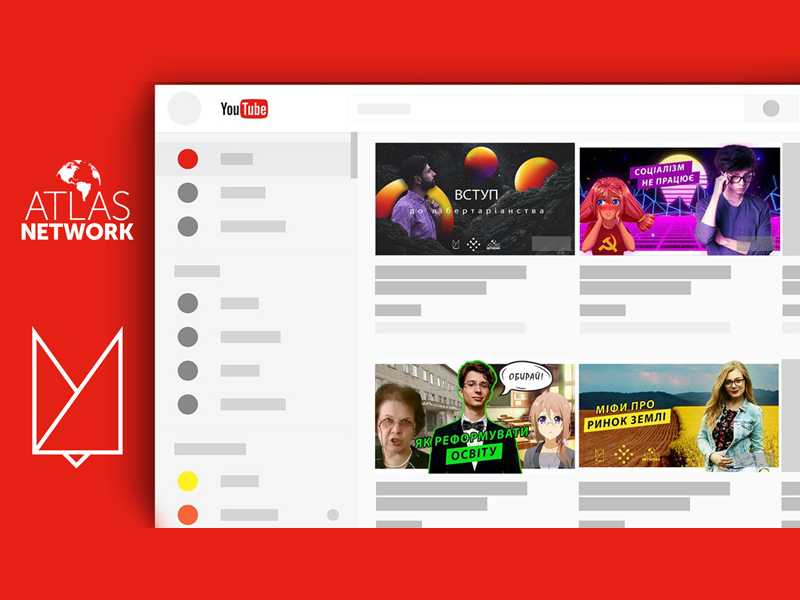 YouTube
ATLAS
NETWORK
ВСТУП
до лібертаріанства
СОЦІАЛІЗМ
НЕ ПРАЦЮЄ
ОБИРАЙ!
ЯК РЕФОРМУВАТИ
ОСВІТУ
МІФИ ПРО
РИНОК ЗЕМЛІ